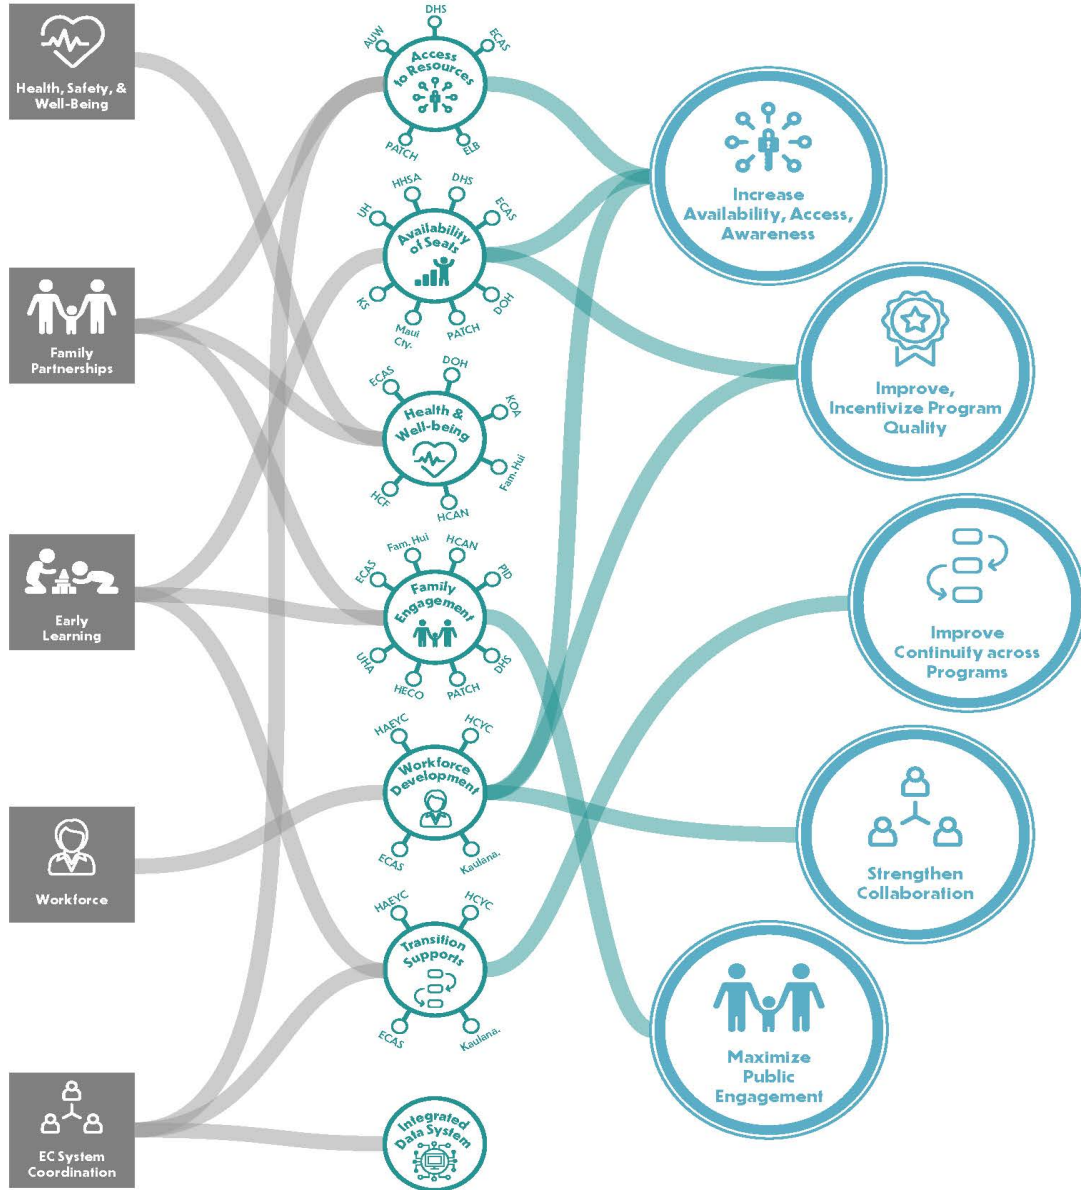 Health, Safety, &
Well-Being
Family
Partnerships
Early
Learning
Workforce
EC System
Coordination
AUW
DHS
ECAS
Access
to Resources
PATCH
ELB
UH
HHSA
DHS
ECAS
Availability
of Seats
KS
Maui
Cty.
PATCH
DOH
ECAS
DOH
KOA
Health &
Well-being
Fam. Hui
HCF
HCAN
ECAS
Fam. Hui
HCAN
PID
Family
Engagement
UHA
HECO
PATCH
DHS
HAEYC
HCYC
Workforce
Development
ECAS
Kaulana.
HAEYC
HCYC
Transition
Supports
ECAS
Kaulana.
Integrated
Data System
Increase
Availability, Access,
Awareness
Improve,
Incentivize Program
Quality
Improve
Continuity across
Programs
Strengthen
Collaboration
Maximize
Public
Engagement